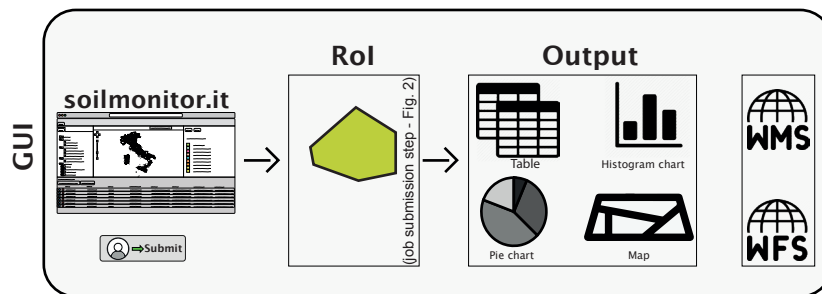 GUI
soilmonitor.it
Submit
RoI
(job submission step - Fig. 2)
Output
Table
Histogram chart
Pie chart
Map
WMS
WFS